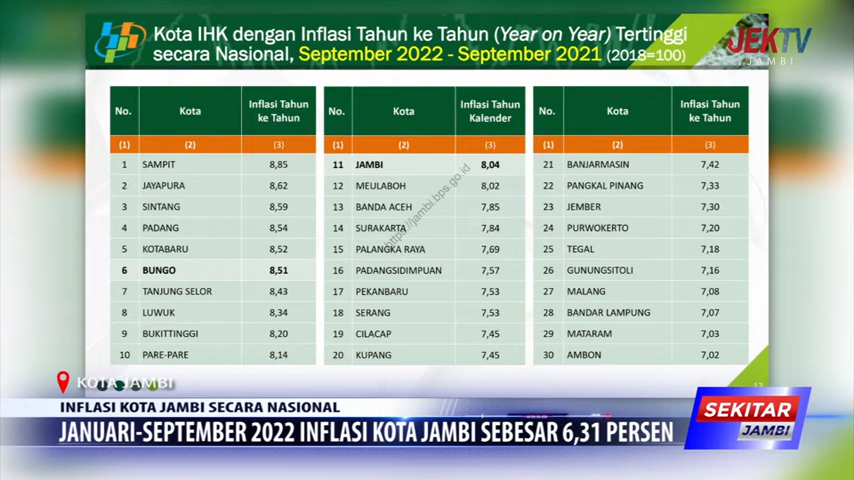 Kota IHK dengan Inflasi Tahun ke Tahun (Year on Year) Tertinggi
secara Nasional, September 2022 - September 2021 (2018=100)
JEKTV
JAMBI
No. Kota Inflasi Tahun ke Tahun
(1) (2) (3)
1 SAMPIT 8,85
2 JAYAPURA 8,62
3 SINTANG 8,59
4 PADANG 8,54
5 KOTABARU 8,52
6 BUNGO 8,51
7 TANJUNG SELOR 8,43
8 LUWUK 8,34
9 BUKITTINGGI 8,20
10 PARE-PARE 8,14
No. Kota Inflasi Tahun Kalender
(1) (2) (3)
11 JAMBI 8,04
12 MEULABOH 8,02
13 BANDA ACEH 7,85
14 SURAKARTA 7,84
15 PALANGKA RAYA 7,69
16 PADANGSIDIMPUAN 7,57
17 PEKANBARU 7,53
18 SERANG 7,53
19 CILACAP 7,45
20 KUPANG 7,45
No. Kota Inflasi Tahun ke Tahun
(1) (2) (3)
21 BANJARMASIN 7,42
22 PANGKAL PINANG 7,33
23 JEMBER 7,30
24 PURWOKERTO 7,20
25 TEGAL 7,18
26 GUNUNGSITOLI 7,16
27 MALANG 7,08
28 BANDAR LAMPUNG 7,07
29 MATARAM 7,03
30 AMBON 7,02
https://jambi.bps.go.id
12
KOTA JAMBI
INFLASI KOTA JAMBI SECARA NASIONAL
JANUARI-SEPTEMBER 2022 INFLASI KOTA JAMBI SEBESAR 6,31 PERSEN
SEKITAR
JAMBI